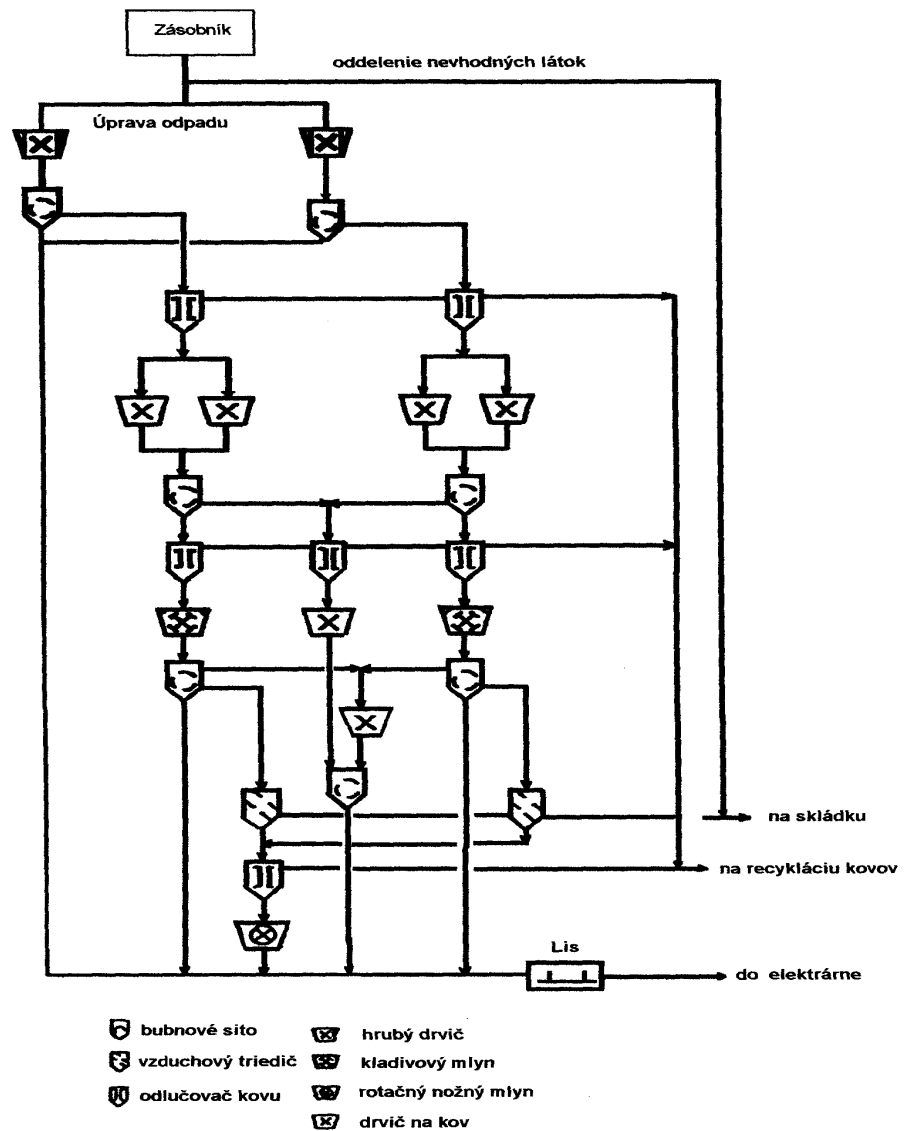 Zásobník
oddelenie nevhodných látok
Úprava odpadu
na skládku
na recykláciu kovov
Lis
do elektrárne
bubnové sito
hrubý drvič
vzduchový triedič
kladivový mlyn
odlučovač kovu
rotačný nožný mlyn
drvič na kov